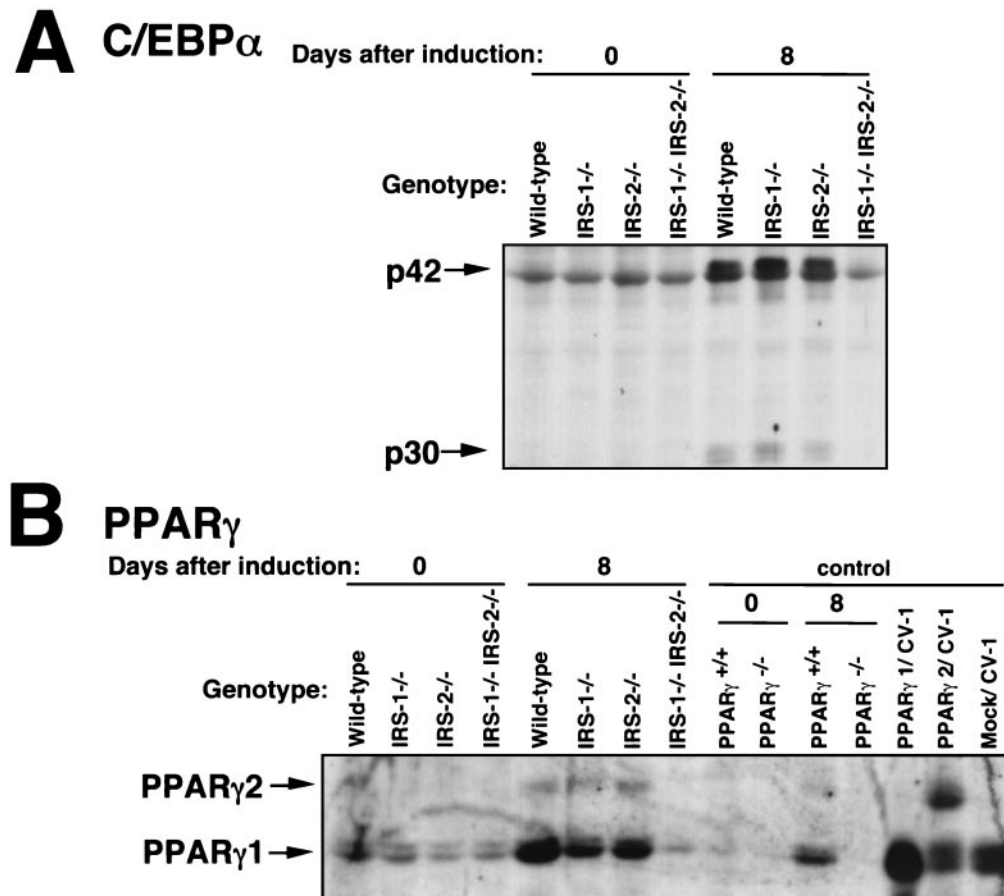 A C/EBPα
Days after induction: 0 8
Genotype: Wild-type IRS-1-/- IRS-2-/- IRS-1-/- IRS-2-/- Wild-type IRS-1-/- IRS-2-/- IRS-1-/- IRS-2-/-
p42
p30
B PPARγ
Days after induction: 0 8 control
0 8
Genotype: Wild-type IRS-1-/- IRS-2-/- IRS-1-/- IRS-2-/- Wild-type IRS-1-/- IRS-2-/- IRS-1-/- IRS-2-/- PPARγ +/+ PPARγ -/- PPARγ +/+ PPARγ -/- PPARγ 1/ CV-1 PPARγ 2/ CV-1 Mock/ CV-1
PPARγ2
PPARγ1